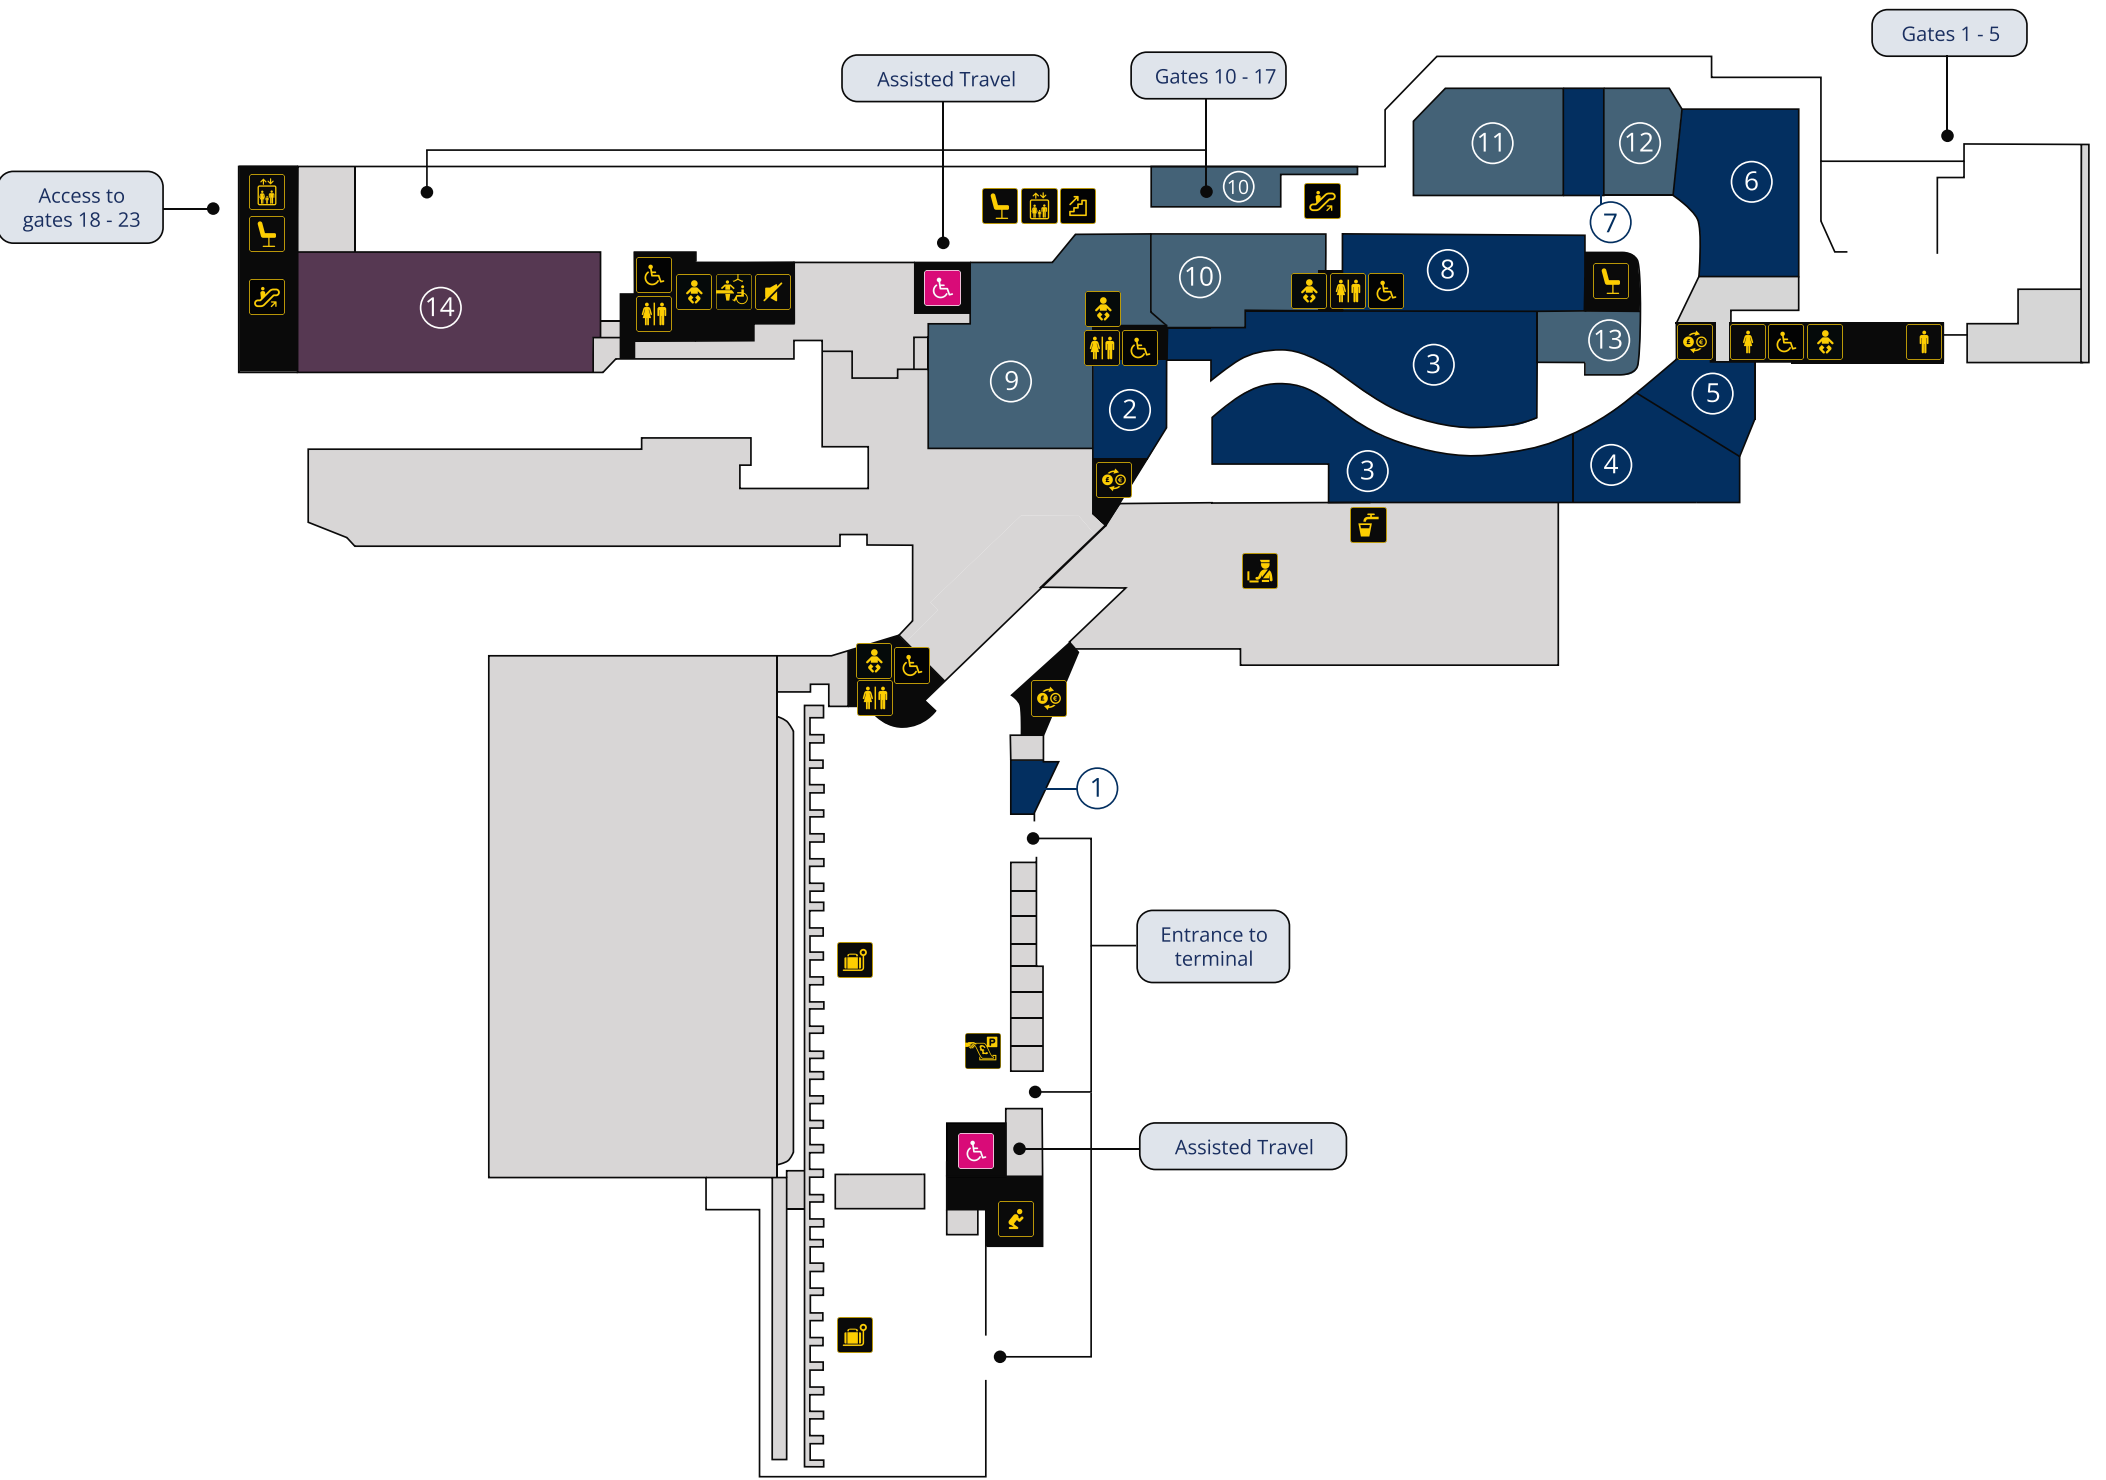 Gates 1 - 5
Assisted Travel
Gates 10 - 17
11
12
6
Access to
gates 18 - 23
10
7
8
10
14
13
3
9
5
2
4
3
1
Entrance to
terminal
P
£
Assisted Travel